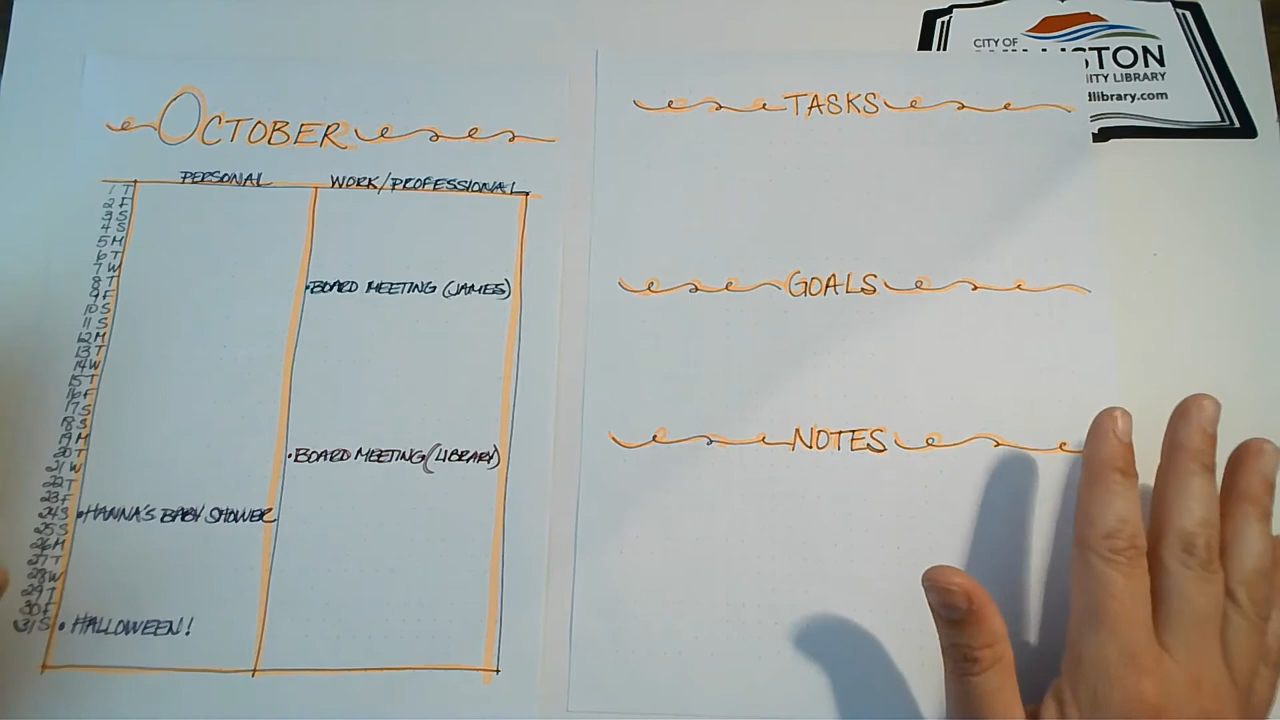 CITY OF
STON
ITY LIBRARY
llibrary.com
OCTOBER
PERSONAL WORK/PROFESSIONAL
1 T
2 F
3 S
4 S
5 M
6 T
7 W
8 T
9 F
• BOARD MEETING (JAMES)
10 S
11 S
12 M
13 T
14 W
15 T
16 F
17 S
18 S
19 M
20 T
21 W
• BOARD MEETING (LIBRARY)
22 T
23 F
24 S • HANNA'S BABY SHOWER
25 S
26 M
27 T
28 W
29 T
30 F
31 S • HALLOWEEN!
TASKS
GOALS
NOTES